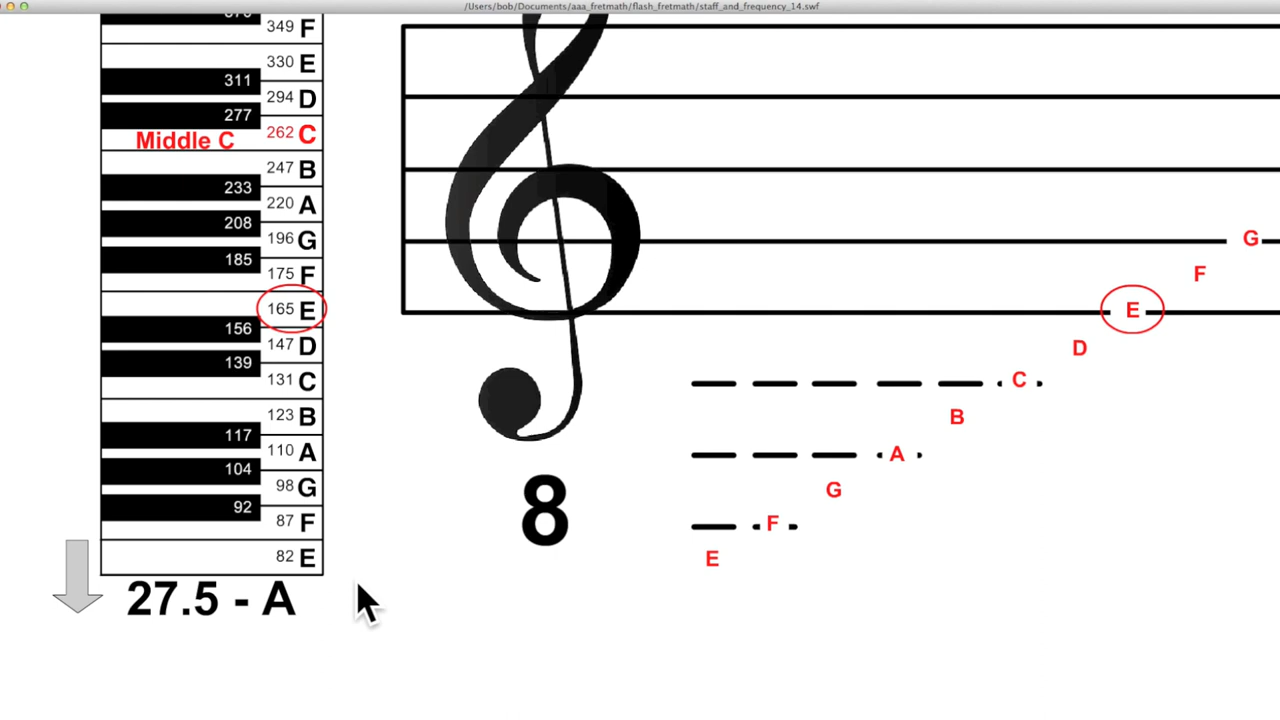 /Users/bob/Documents/aaa_fretmath/flash_fretmath/staff_and_frequency_14.swf
370
349 F
330 E
311
294 D
277
Middle C 262 C
247 B
233
220 A
208
196 G
185
175 F
165 E
156
147 D
139
131 C
123 B
117
110 A
104
98 G
92
87 F
82 E
27.5 - A
8
G
F
E
D
C
B
A
G
F
E